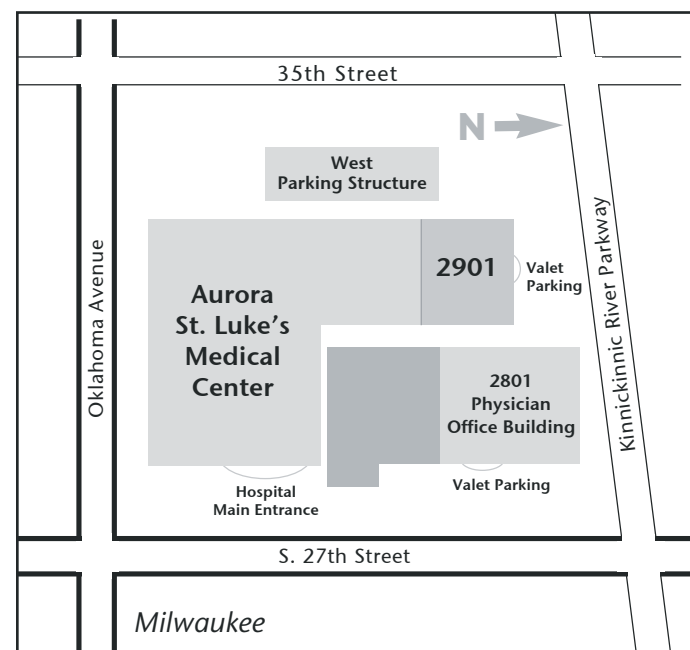 35th Street
N
West
Parking Structure
2901
Valet
Parking
Aurora
St. Luke’s
Medical
Center
Oklahoma Avenue
Kinnickinnic River Parkway
2801
Physician
Office Building
Hospital
Main Entrance
Valet Parking
S. 27th Street
Milwaukee